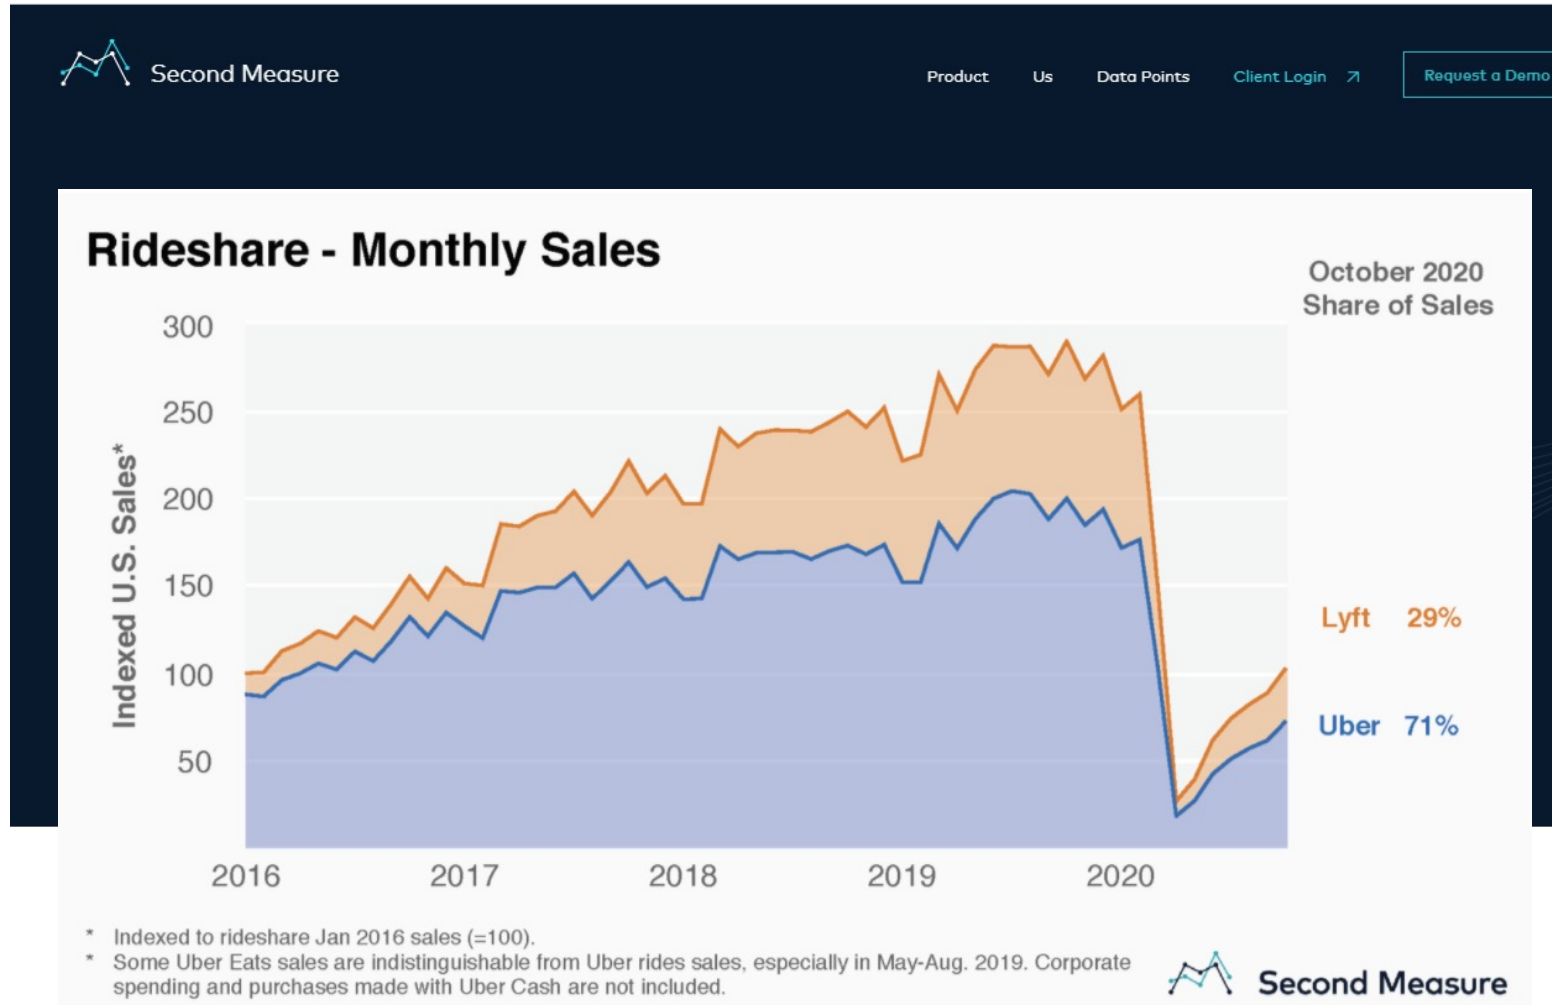 Second Measure
Product Us Data Points Client Login Request a Demo
Rideshare - Monthly Sales
October 2020
Share of Sales
300
250
200
150
100
50
Indexed U.S. Sales*
Lyft 29%
Uber 71%
2016 2017 2018 2019 2020
* Indexed to rideshare Jan 2016 sales (=100).
* Some Uber Eats sales are indistinguishable from Uber rides sales, especially in May-Aug. 2019. Corporate
spending and purchases made with Uber Cash are not included.
Second Measure